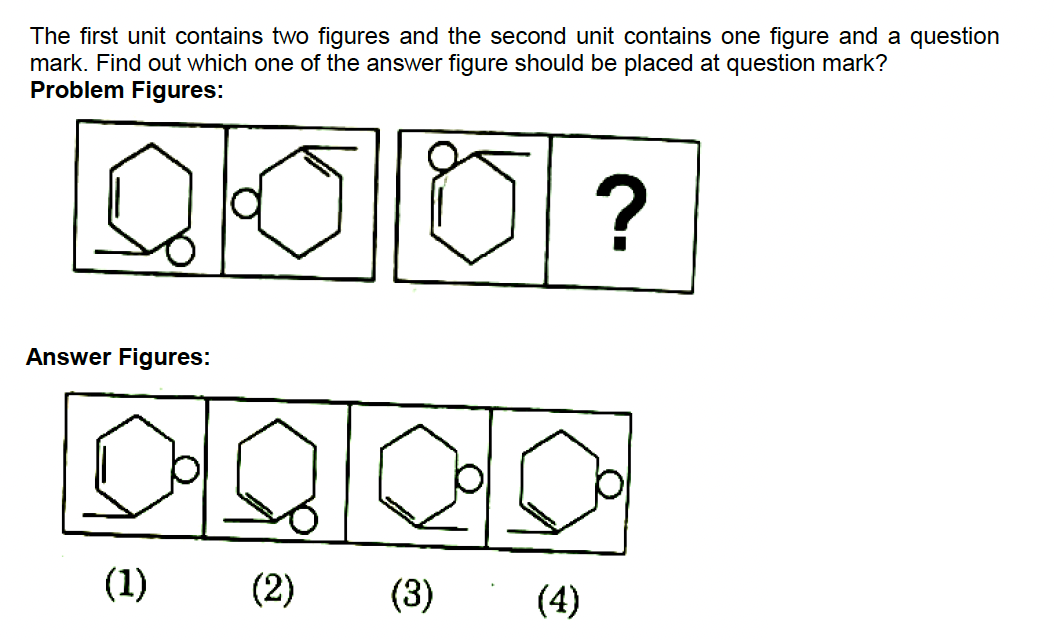 The first unit contains two figures and the second unit contains one figure and a question
mark. Find out which one of the answer figure should be placed at question mark?
Problem Figures:
?
Answer Figures:
(1) (2) (3) (4)